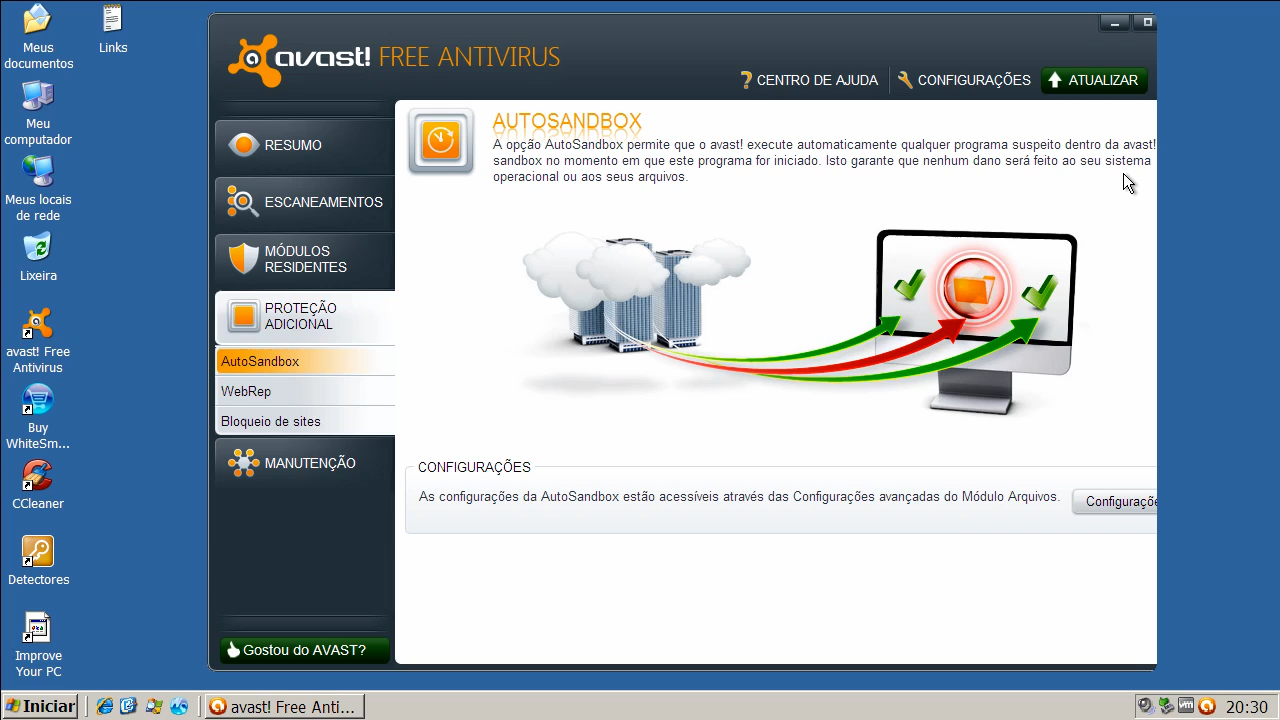 Meus
documentos
Links
Meu
computador
Meus locais
de rede
Lixeira
avast! Free
Antivirus
Buy
WhiteSm...
CCleaner
Detectores
Improve
Your PC
avast! FREE ANTIVIRUS
CENTRO DE AJUDA
CONFIGURAÇÕES
ATUALIZAR
RESUMO
ESCANEAMENTOS
MÓDULOS
RESIDENTES
PROTEÇÃO
ADICIONAL
AutoSandbox
WebRep
Bloqueio de sites
MANUTENÇÃO
Gostou do AVAST?
AUTOSANDBOX
A opção AutoSandbox permite que o avast! execute automaticamente qualquer programa suspeito dentro da avast!
sandbox no momento em que este programa for iniciado. Isto garante que nenhum dano será feito ao seu sistema
operacional ou aos seus arquivos.
CONFIGURAÇÕES
As configurações da AutoSandbox estão acessíveis através das Configurações avançadas do Módulo Arquivos.
Configuraçõe
Iniciar
avast! Free Anti...
20:30